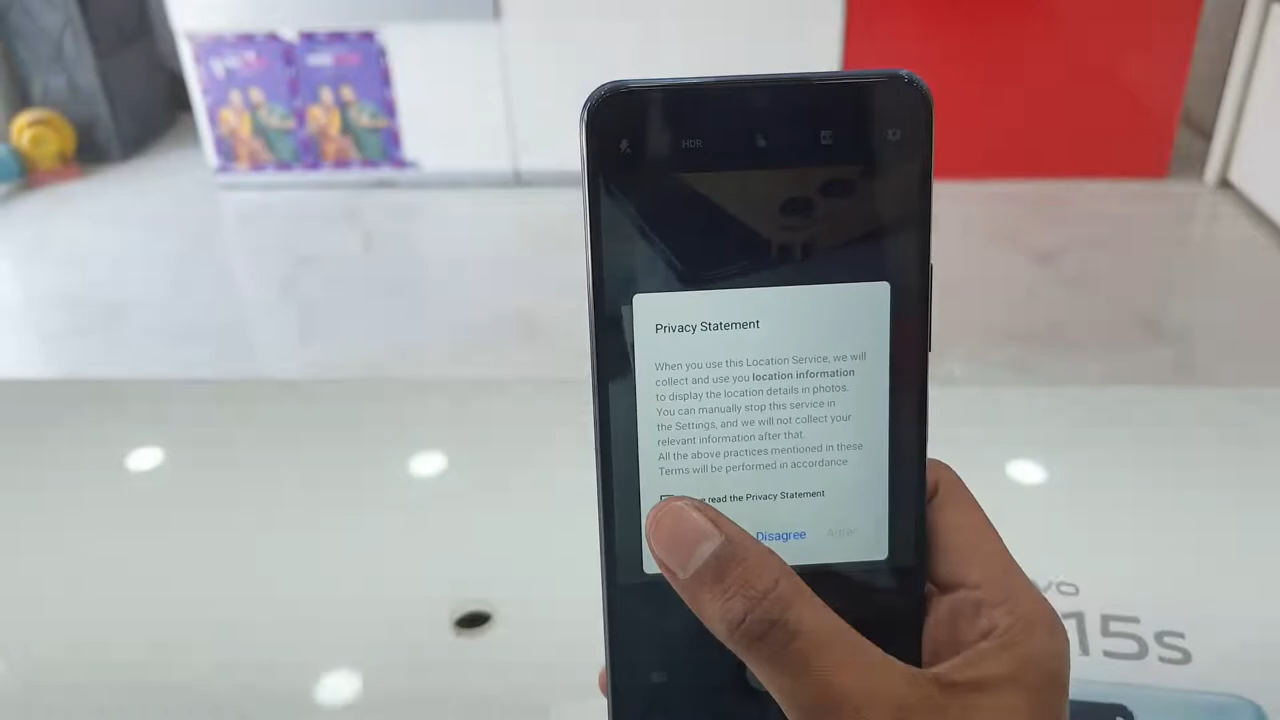 HDR
Privacy Statement
When you use this Location Service, we will
collect and use you location information
to display the location details in photos.
You can manually stop this service in
the Settings, and we will not collect your
relevant information after that.
All the above practices mentioned in these
Terms will be performed in accordance
read the Privacy Statement
Disagree
Agree
15s